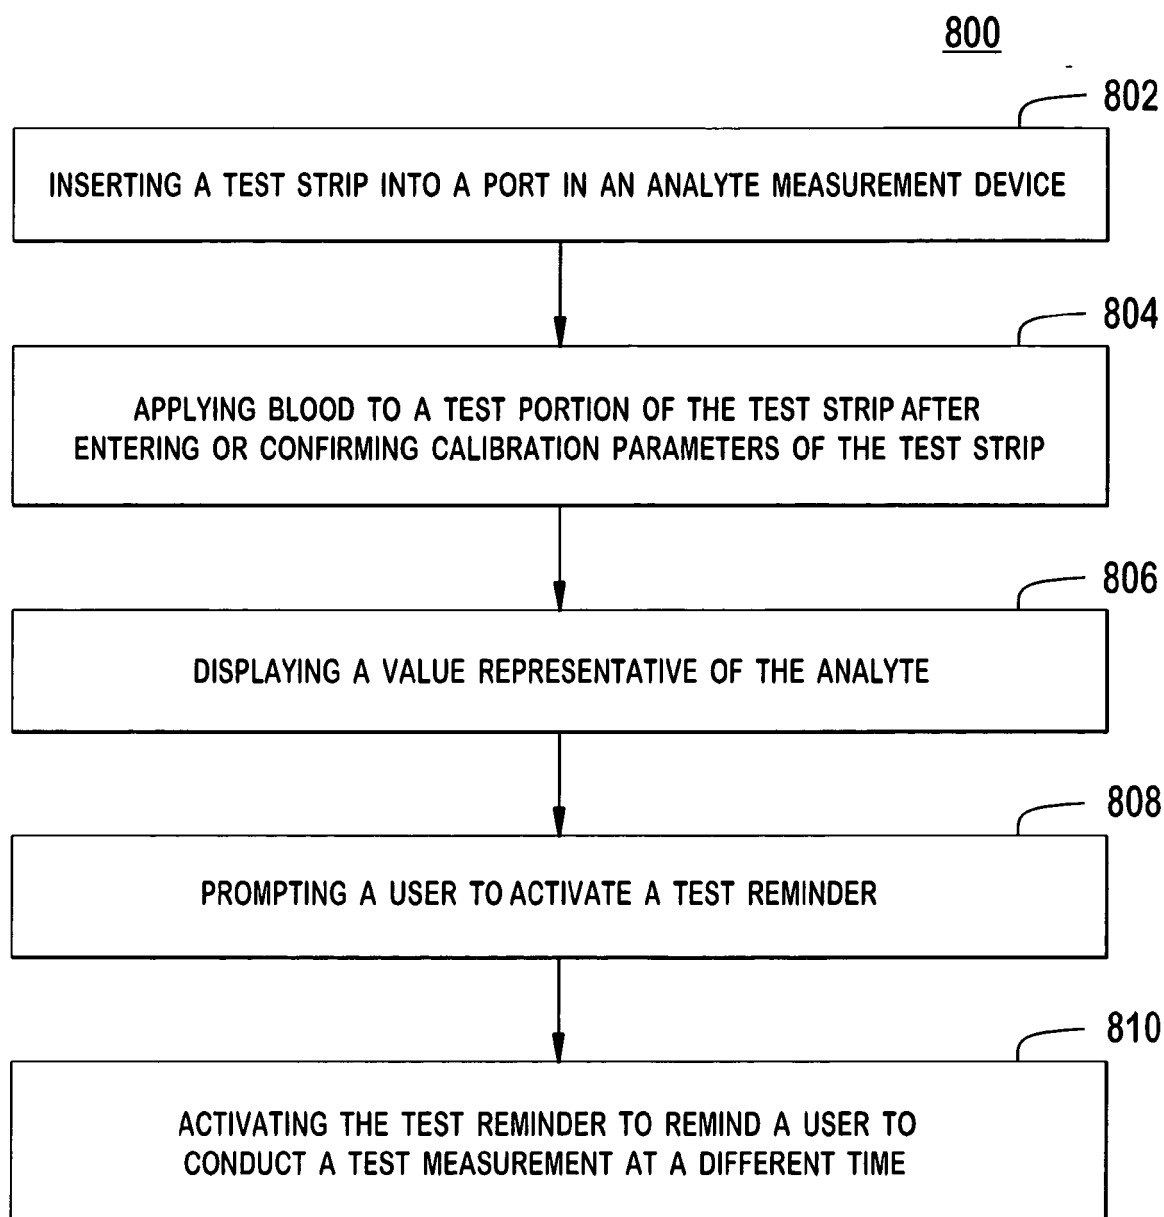 800
802
INSERTING A TEST STRIP INTO A PORT IN AN ANALYTE MEASUREMENT DEVICE
804
APPLYING BLOOD TO A TEST PORTION OF THE TEST STRIP AFTER
ENTERING OR CONFIRMING CALIBRATION PARAMETERS OF THE TEST STRIP
806
DISPLAYING A VALUE REPRESENTATIVE OF THE ANALYTE
808
PROMPTING A USER TO ACTIVATE A TEST REMINDER
810
ACTIVATING THE TEST REMINDER TO REMIND A USER TO
CONDUCT A TEST MEASUREMENT AT A DIFFERENT TIME